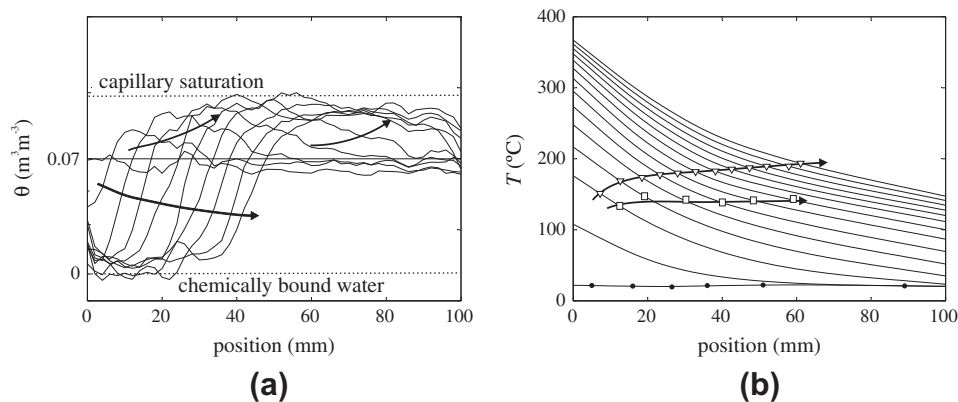 capillary saturation
0.07
0
chemically bound water
θ (m³m⁻³)
0 20 40 60 80 100
position (mm)
(a)
400
300
200
100
0
T (ºC)
0 20 40 60 80 100
position (mm)
(b)